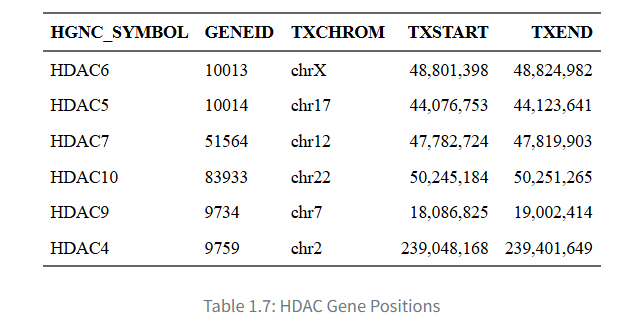 HGNC_SYMBOL GENEID TXCHROM TXSTART TXEND
HDAC6 10013 chrX 48,801,398 48,824,982
HDAC5 10014 chr17 44,076,753 44,123,641
HDAC7 51564 chr12 47,782,724 47,819,903
HDAC10 83933 chr22 50,245,184 50,251,265
HDAC9 9734 chr7 18,086,825 19,002,414
HDAC4 9759 chr2 239,048,168 239,401,649
Table 1.7: HDAC Gene Positions